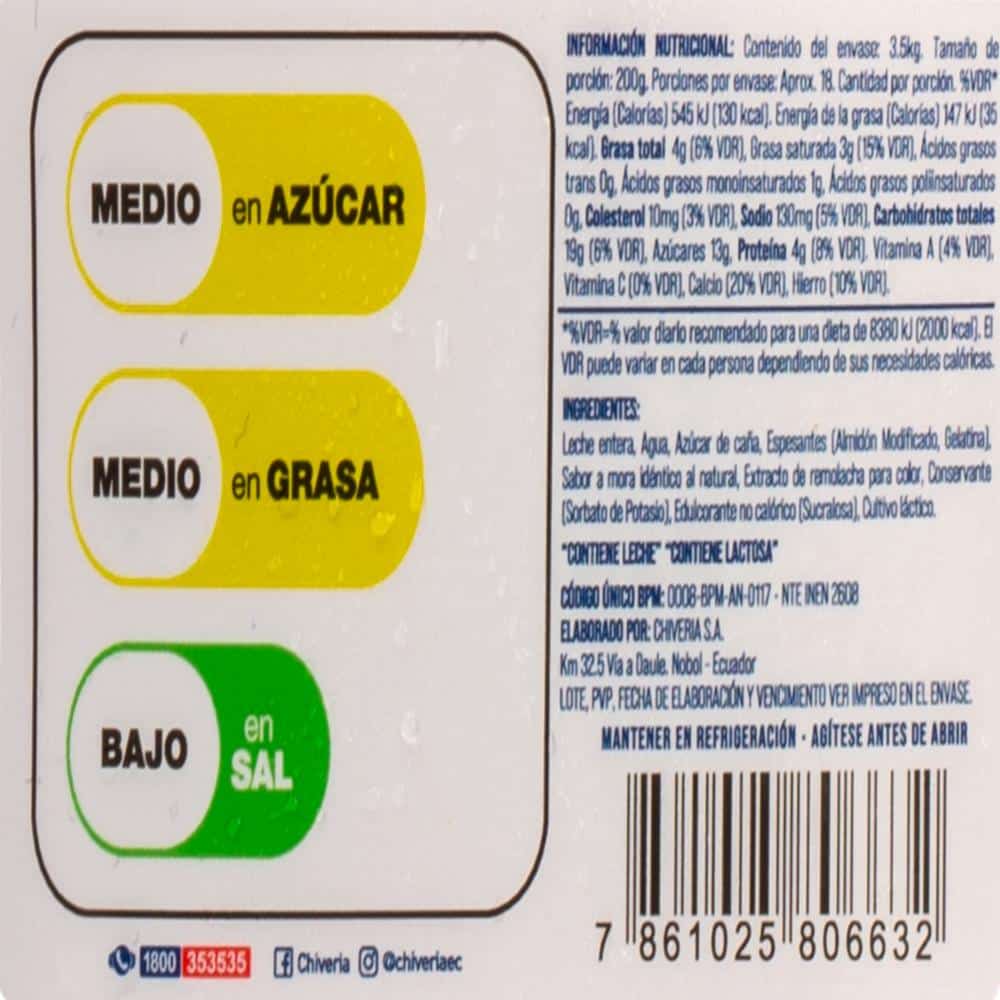 MEDIO en AZÚCAR
MEDIO en GRASA
BAJO en
SAL
1800 353535 Chiveria @chiveriaec
INFORMACIÓN NUTRICIONAL: Contenido del envase: 3.5kg. Tamaño de
porción: 200g. Porciones por envase: Aprox. 18. Cantidad por porción. %VDR*
Energía (Calorías) 545 kJ (130 kcal). Energía de la grasa (Calorías) 147 kJ (35
kcal). Grasa total 4g (6% VDR), Grasa saturada 3g (15% VDR), Ácidos grasos
trans 0g, Ácidos grasos monoinsaturados 1g, Ácidos grasos poliinsaturados
0g, Colesterol 10mg (3% VDR), Sodio 130mg (5% VDR), Carbohidratos totales
19g (6% VDR), Azúcares 13g, Proteína 4g (8% VDR). Vitamina A (4% VDR),
Vitamina C (0% VDR), Calcio (20% VDR), Hierro (10% VDR).
*%VDR=% valor diario recomendado para una dieta de 8380 kJ (2000 kcal). El
VDR puede variar en cada persona dependiendo de sus necesidades calóricas.
INGREDIENTES:
Leche entera, Agua, Azúcar de caña, Espesantes (Almidón Modificado, Gelatina),
Sabor a mora idéntico al natural, Extracto de remolacha para color, Conservante
(Sorbato de Potasio), Edulcorante no calórico (Sucralosa), Cultivo láctico.
"CONTIENE LECHE" "CONTIENE LACTOSA"
CÓDIGO ÚNICO BPM: 0008-BPM-AN-0117 - NTE INEN 2608
ELABORADO POR: CHIVERIA S.A.
Km 32.5 Vía a Daule. Nobol - Ecuador
LOTE, PVP, FECHA DE ELABORACIÓN Y VENCIMIENTO VER IMPRESO EN EL ENVASE.
MANTENER EN REFRIGERACIÓN - AGÍTESE ANTES DE ABRIR
7 861025 806632